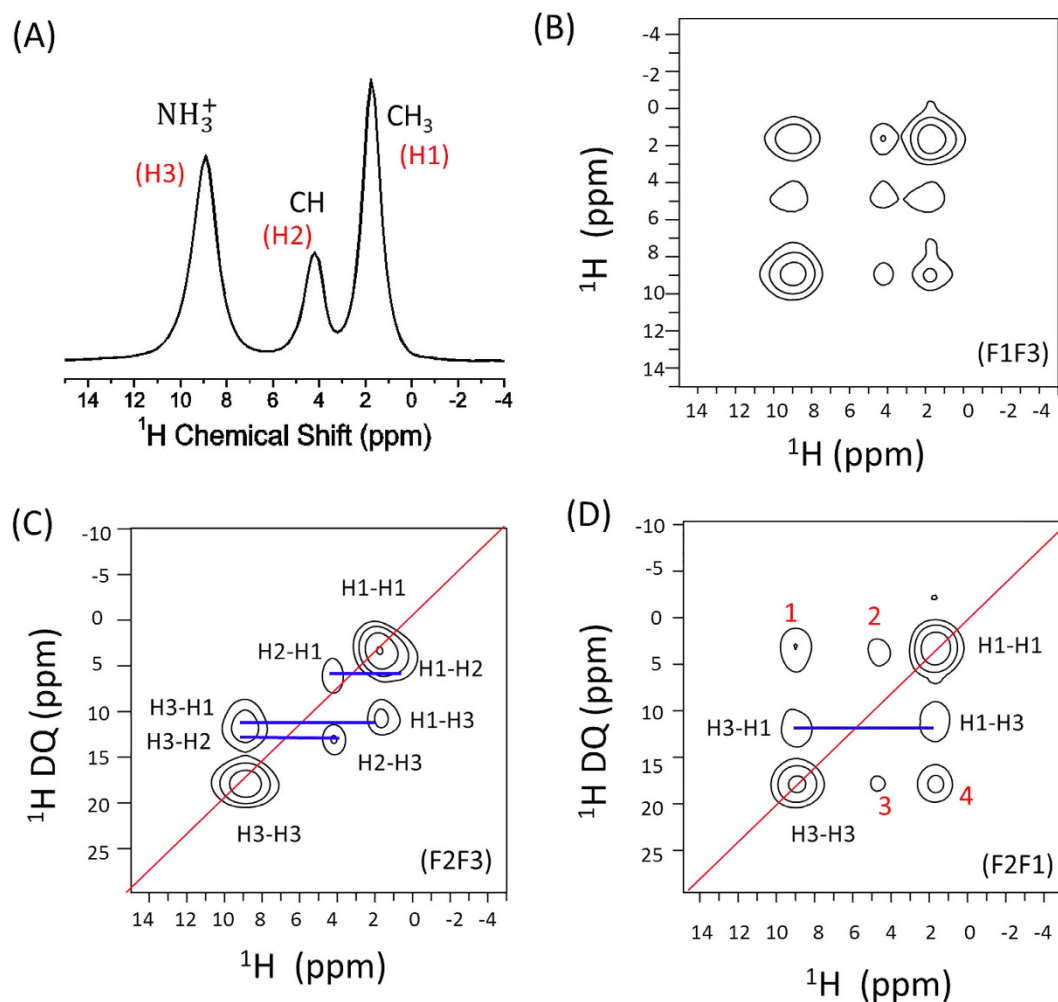 (A)
NH₃⁺
(H3)
CH
(H2)
CH₃
(H1)
14 12 10 8 6 4 2 0 -2 -4
¹H Chemical Shift (ppm)
(B)
-4
-2
0
2
4
6
8
10
12
14
¹H (ppm)
(F1F3)
14 12 10 8 6 4 2 0 -2 -4
¹H (ppm)
(C)
-10
-5
0
5
10
15
20
25
¹H DQ (ppm)
H1-H1
H2-H1
H1-H2
H3-H1
H1-H3
H3-H2
H2-H3
H3-H3
(F2F3)
14 12 10 8 6 4 2 0 -2 -4
¹H (ppm)
(D)
-10
-5
0
5
10
15
20
25
¹H DQ (ppm)
1
2
H1-H1
H3-H1
H1-H3
H3-H3
3
4
(F2F1)
14 12 10 8 6 4 2 0 -2 -4
¹H (ppm)